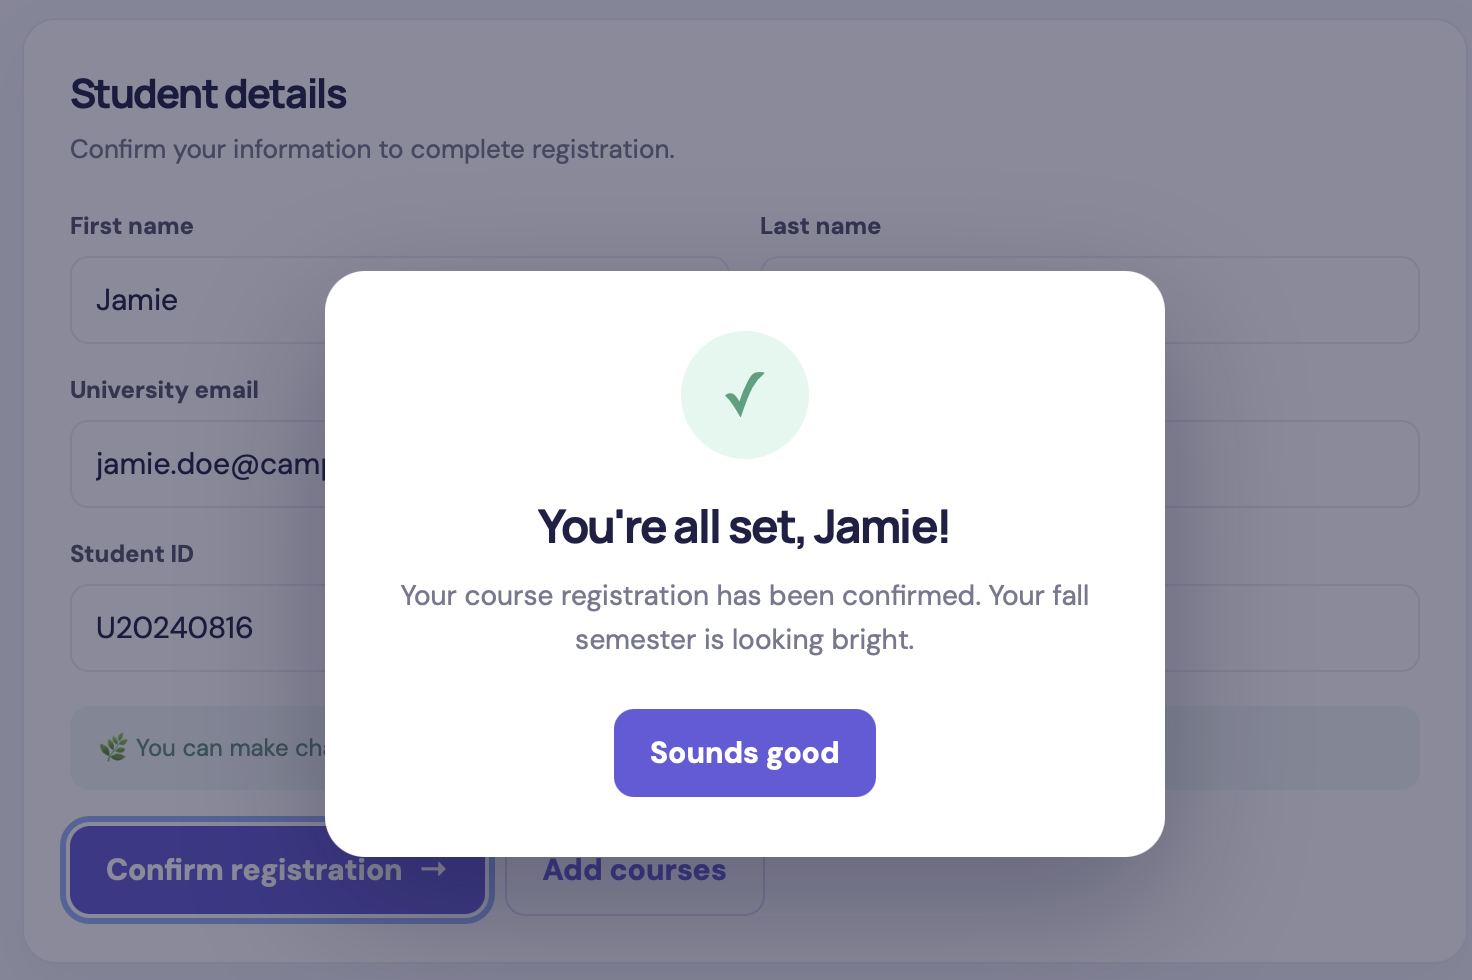 Student details
Confirm your information to complete registration.
First name
Last name
Jamie
University email
jamie.doe@camp
Student ID
U20240816
You're all set, Jamie!
Your course registration has been confirmed. Your fall
semester is looking bright.
Sounds good
You can make
Confirm registration →
Add courses